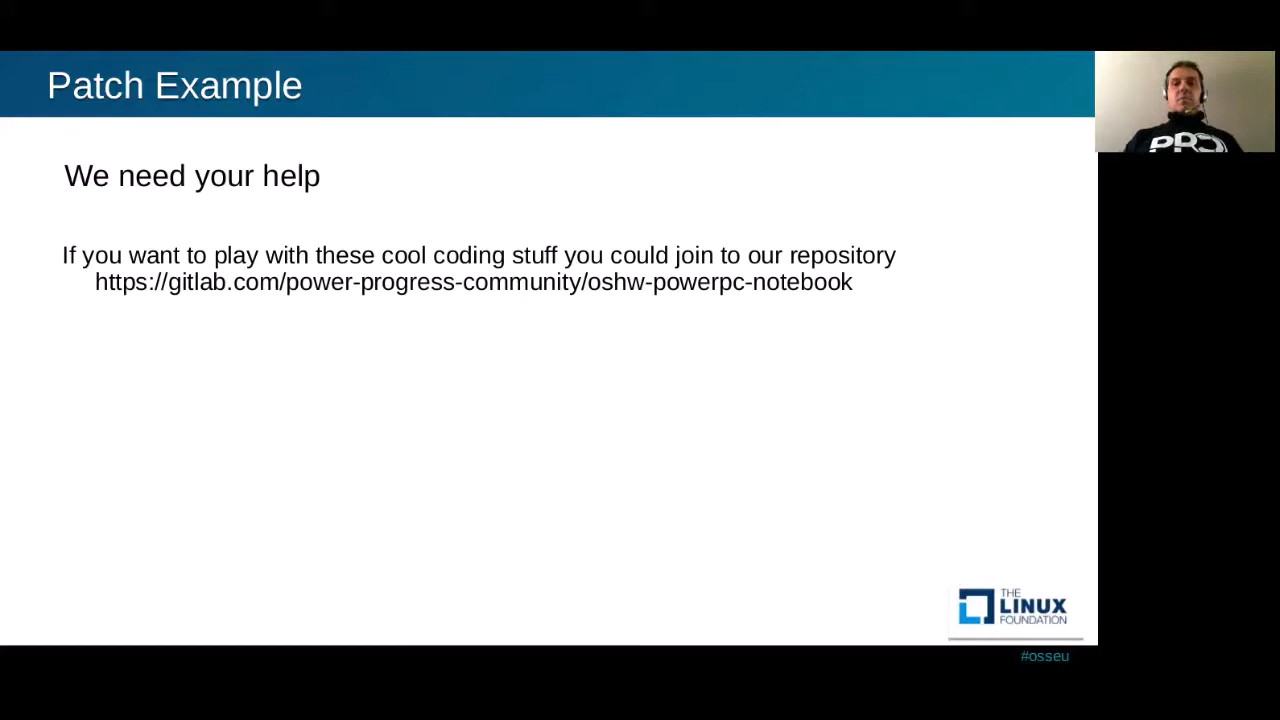 Patch Example
We need your help
If you want to play with these cool coding stuff you could join to our repository
https://gitlab.com/power-progress-community/oshw-powerpc-notebook
THE
LINUX
FOUNDATION
#osseu